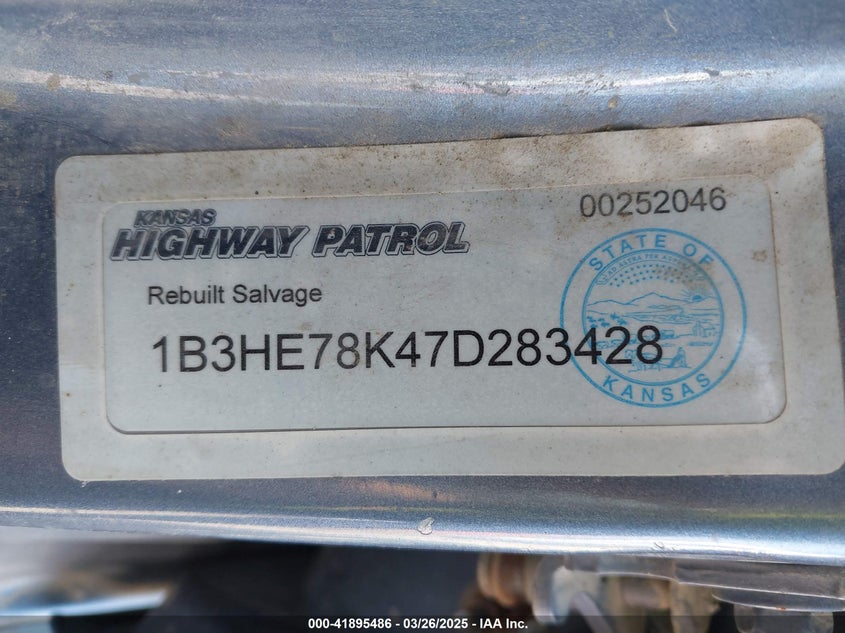 KANSAS
HIGHWAY PATROL
00252046
Rebuilt Salvage
1B3HE78K47D283428
STATE OF
KANSAS
000-41895486 - 03/26/2025 - IAA Inc.